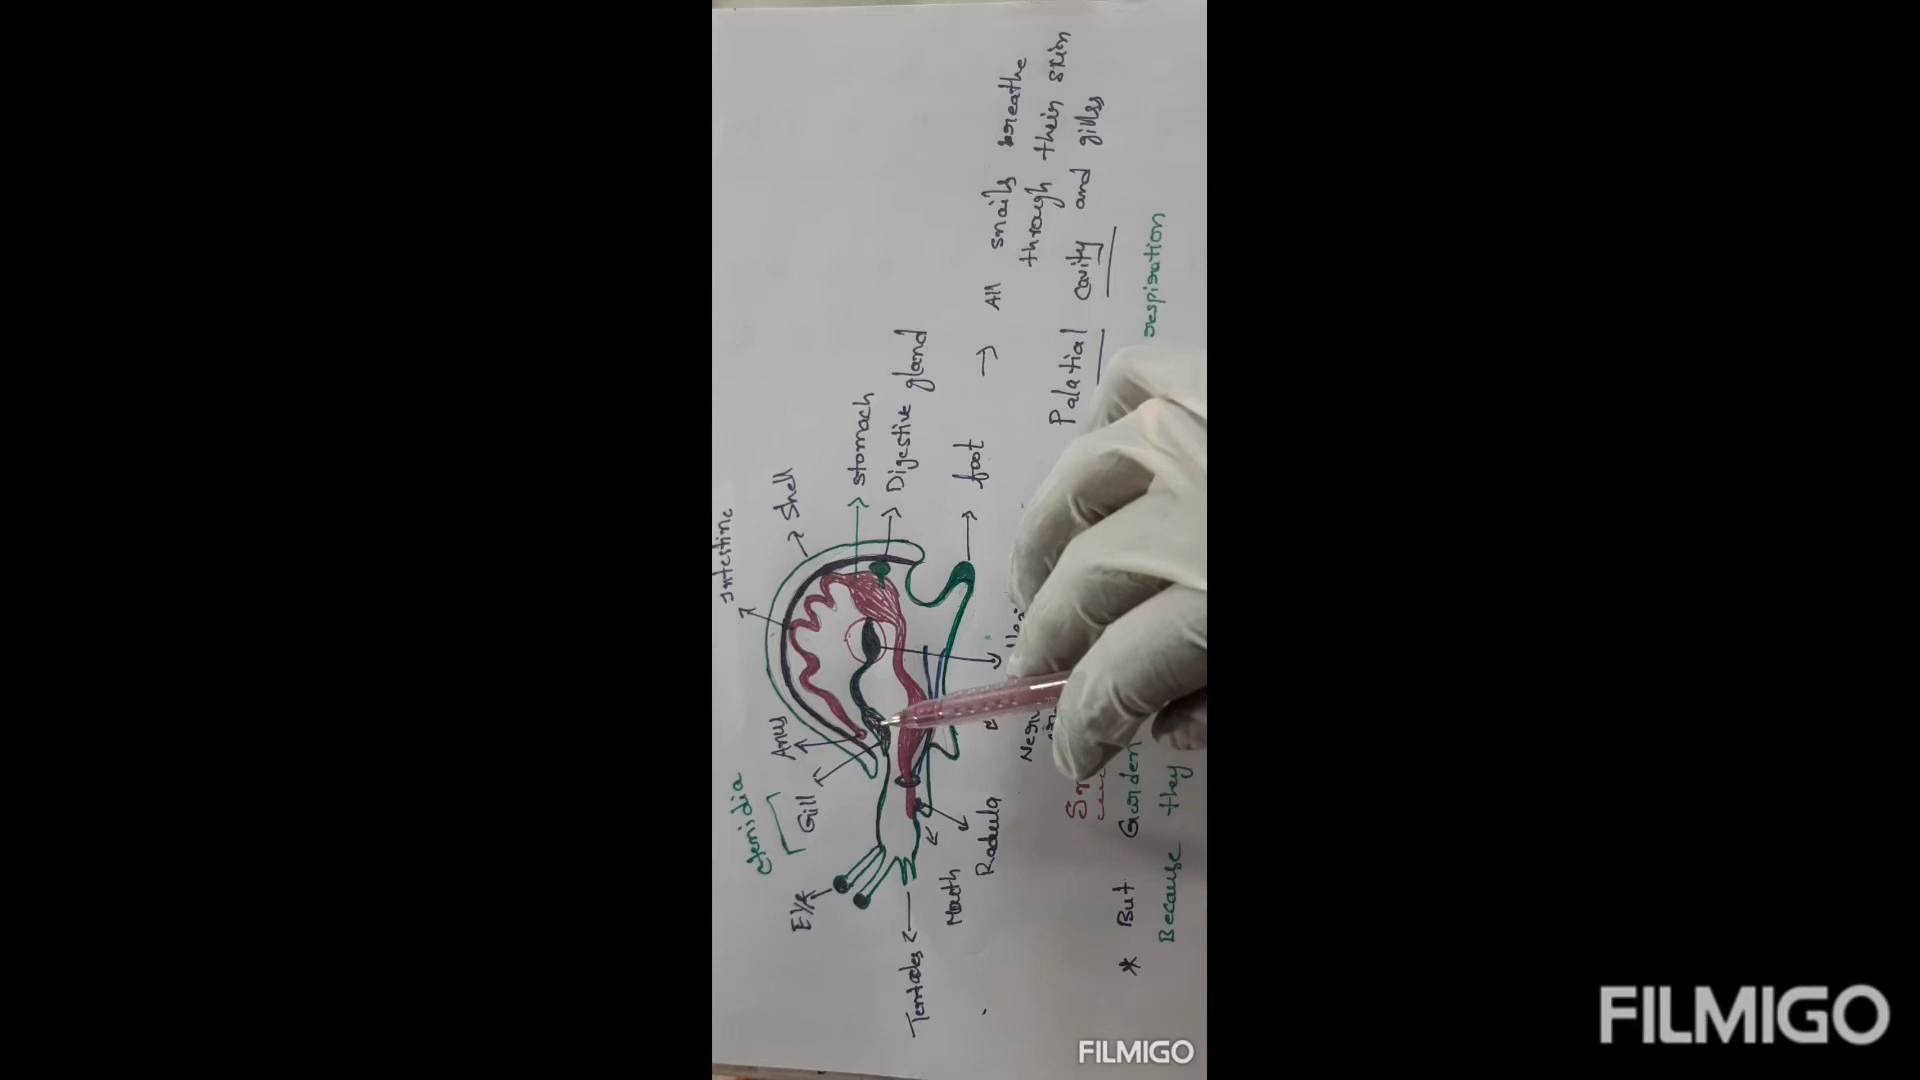 Intestine
Shell
stomach
Digestive gland
foot
Anus
Gill
ctenidia
Eye
Tentacles
Mouth
Radula
→ All snails breathe
through their skin
Palatial cavity and gills
respiration
* But Garden
Because they
FILMIGO
FILMIGO